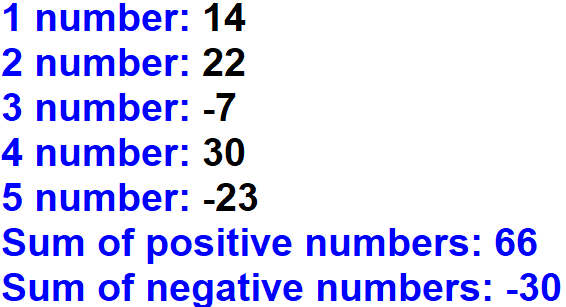 1 number: 14
2 number: 22
3 number: -7
4 number: 30
5 number: -23
Sum of positive numbers: 66
Sum of negative numbers: -30